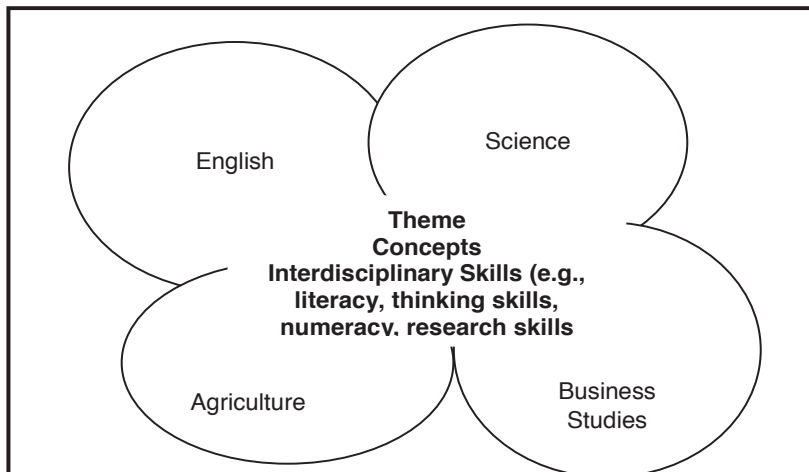 English
Science
Theme
Concepts
Interdisciplinary Skills (e.g.,
literacy, thinking skills,
numeracy, research skills
Agriculture
Business
Studies